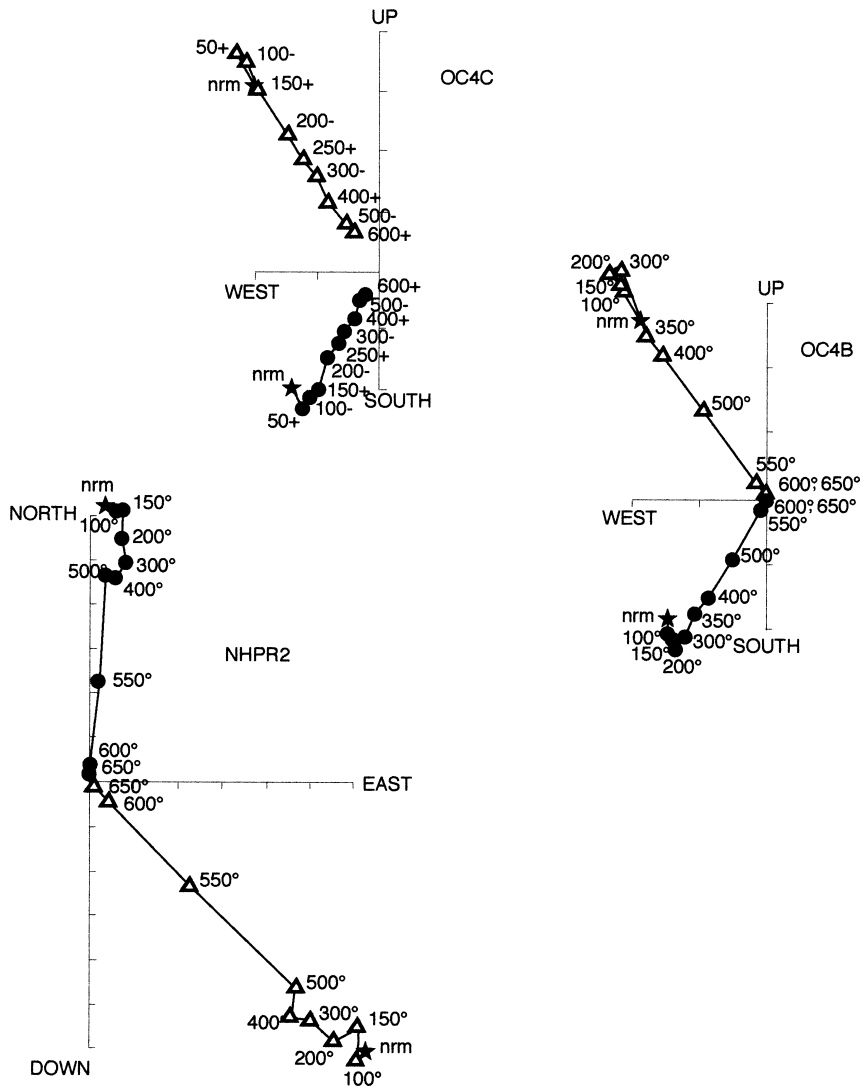 UP
50+
100-
OC4C
nrm
150+
200-
250+
300-
400+
500-
600+
WEST
600+
500-
400+
300-
250+
200-
nrm
150+
SOUTH
100-
50+
200° 300°
150°
100°
UP
nrm
350°
OC4B
400°
500°
550°
600°, 650°
WEST
600°, 650°
550°
500°
400°
nrm
350°
100°
300°
SOUTH
150°
200°
nrm
150°
NORTH
100°
200°
500°
300°
400°
NHPR2
550°
600°
650°
650°
EAST
600°
550°
500°
400°
300°
150°
200°
nrm
DOWN
100°